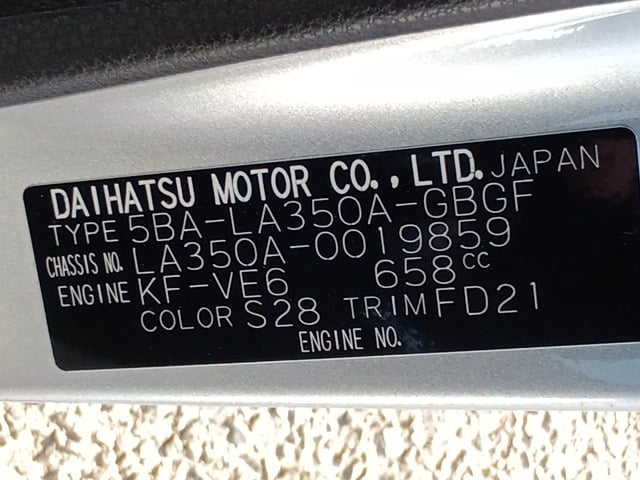 DAIHATSU MOTOR CO.,LTD. JAPAN
TYPE 5BA-LA350A-GBGF
CHASSIS NO. LA350A-0019859
ENGINE KF-VE6 658cc
COLOR S28 TRIM FD21
ENGINE NO.